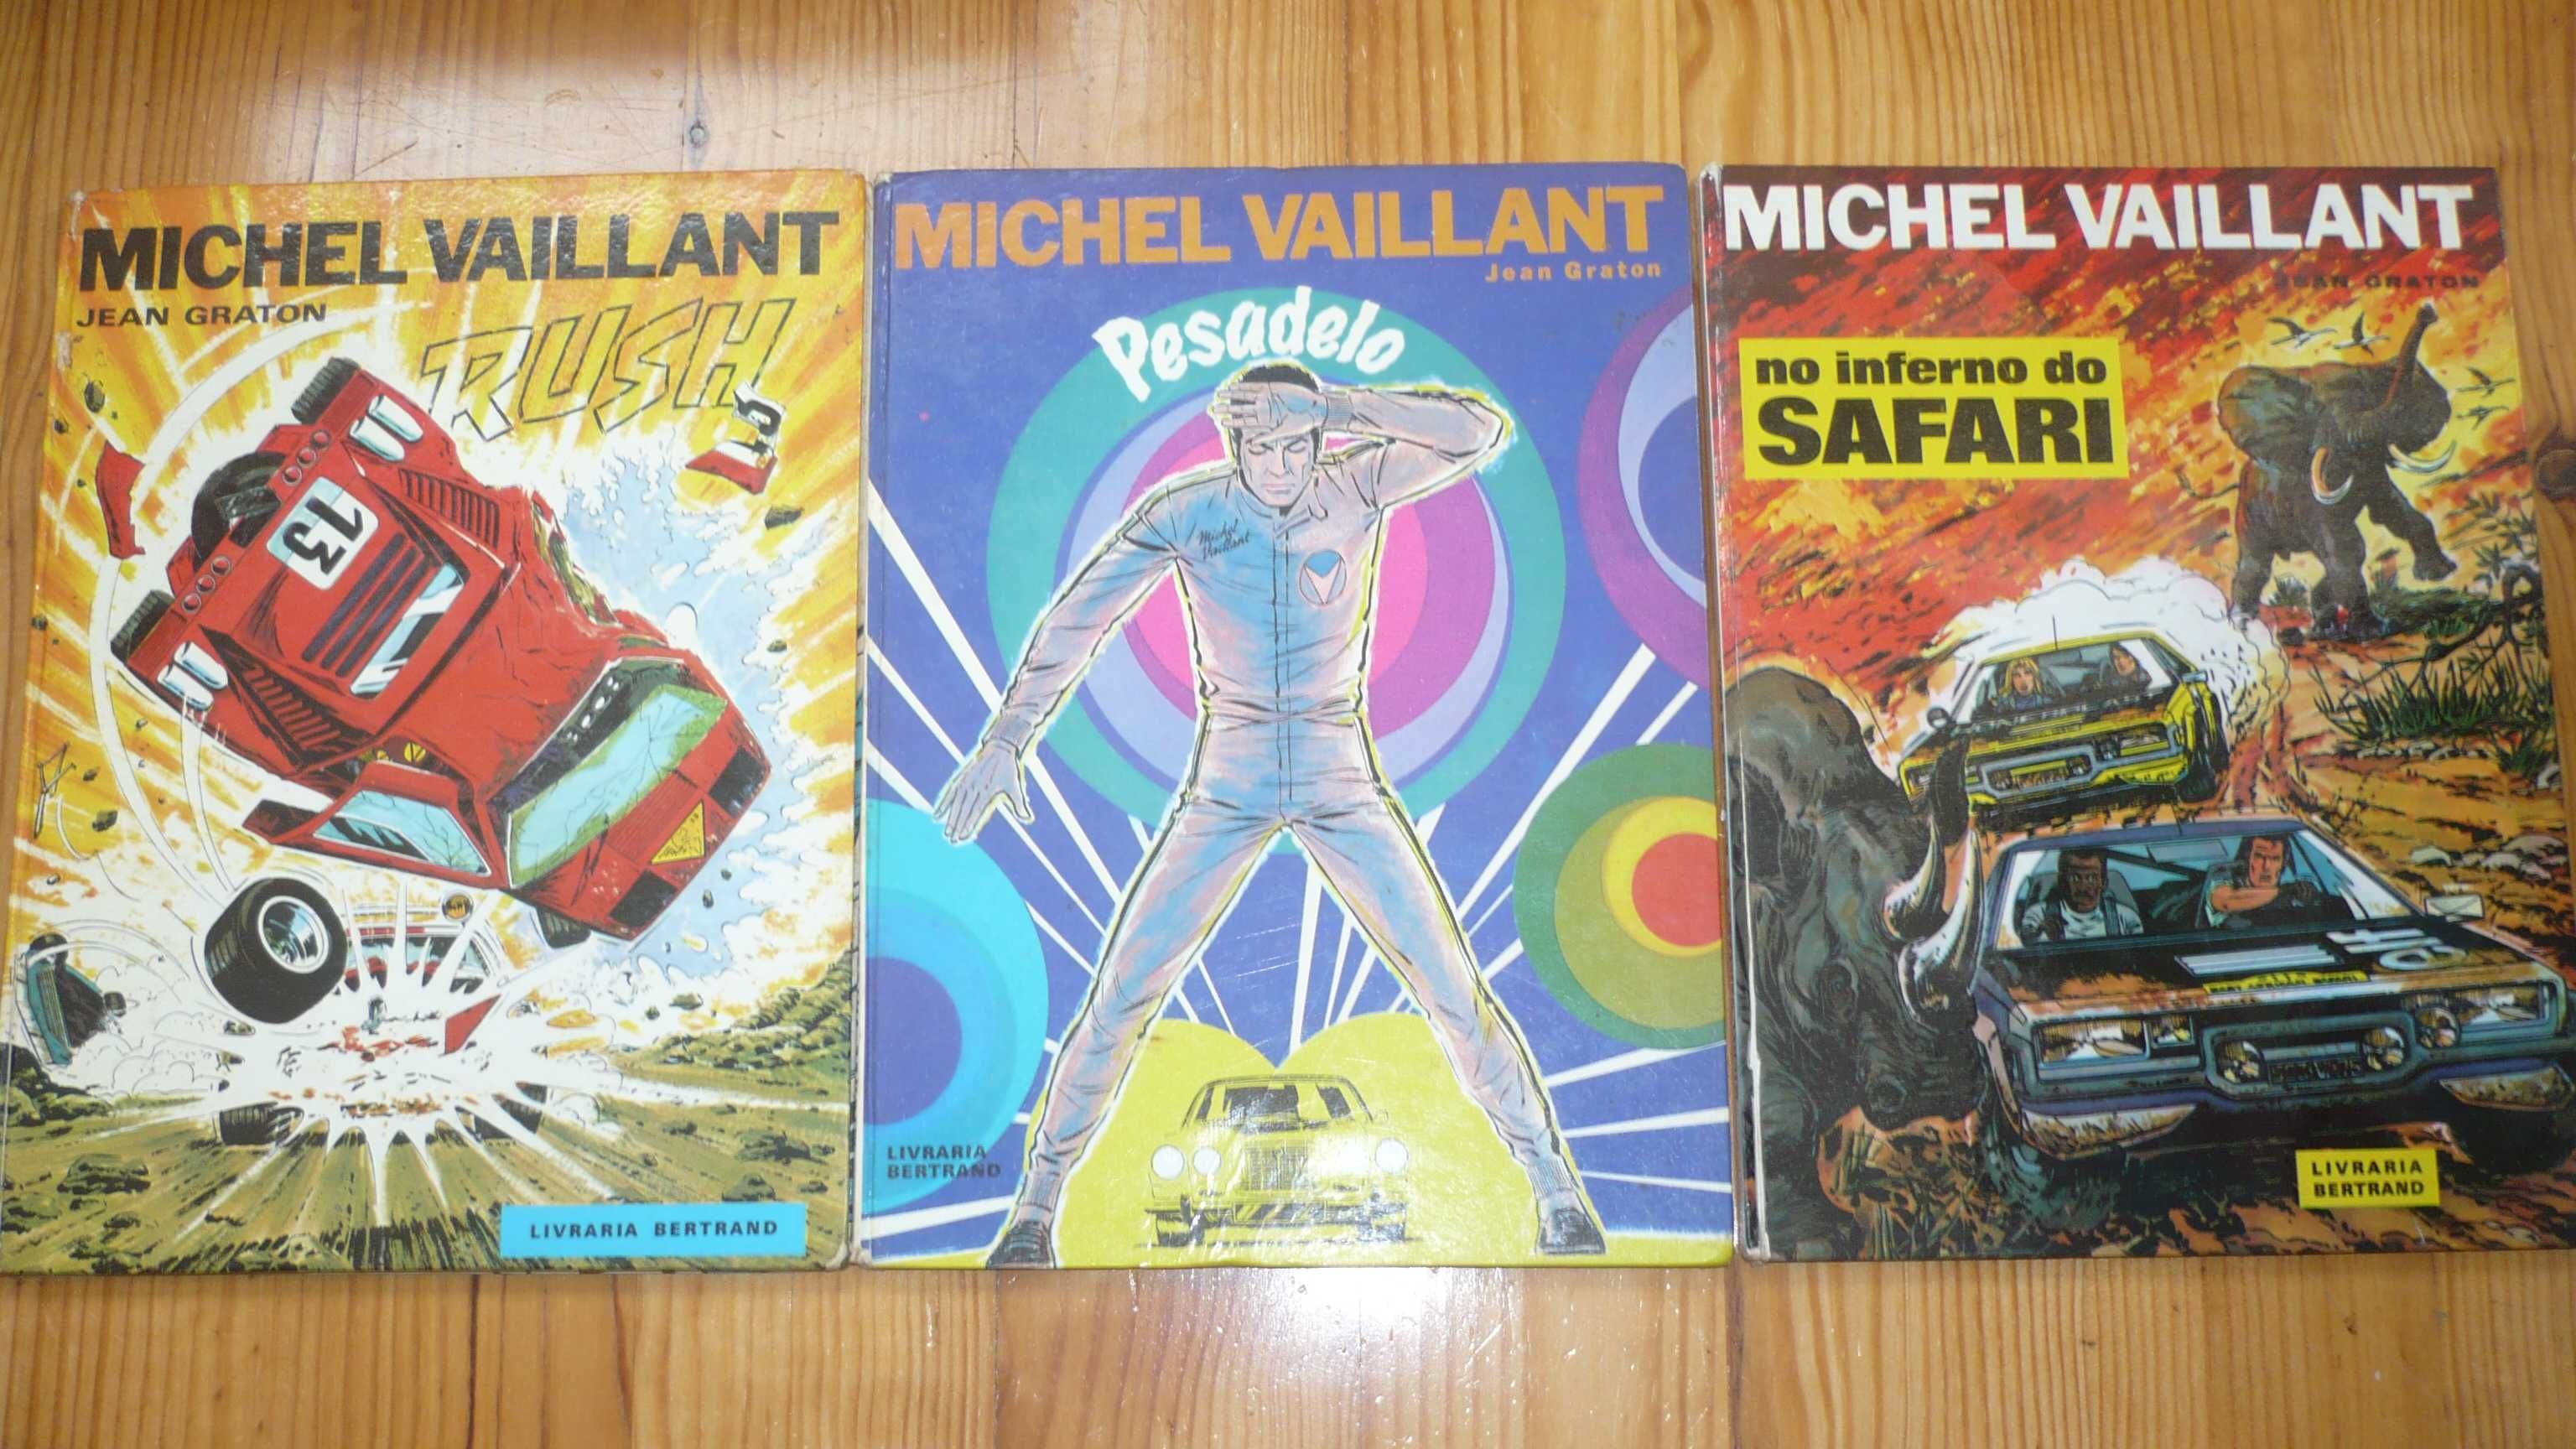 MICHEL VAILLANT
JEAN GRATON
RUSH
13
LIVRARIA BERTRAND
MICHEL VAILLANT
Jean Graton
Pesadelo
Michel
Vaillant
LIVRARIA
BERTRAND
MICHEL VAILLANT
JEAN GRATON
no inferno do
SAFARI
LIVRARIA
BERTRAND